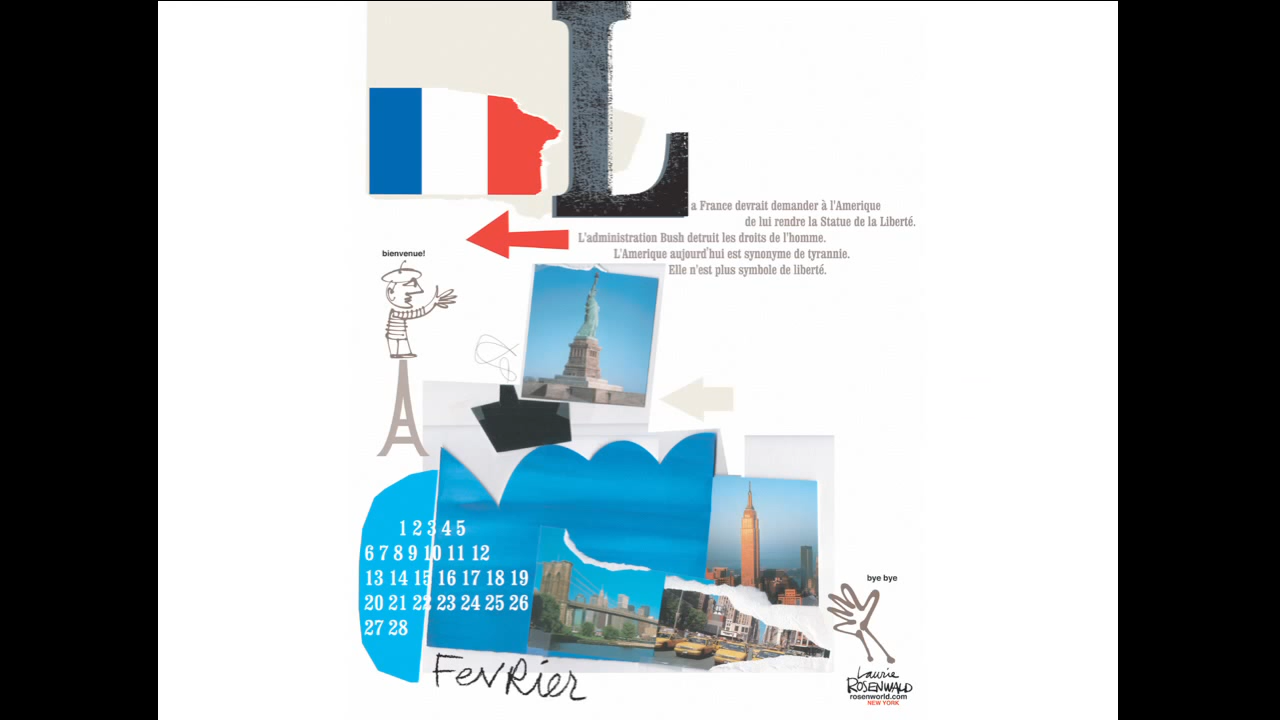 La France devrait demander à l'Amerique
de lui rendre la Statue de la Liberté.
L'administration Bush detruit les droits de l'homme.
L'Amerique aujourd'hui est synonyme de tyrannie.
Elle n'est plus symbole de liberté.
bienvenue!
1 2 3 4 5
6 7 8 9 10 11 12
13 14 15 16 17 18 19
20 21 22 23 24 25 26
27 28
Fevrier
bye bye
Laurie
ROSENWALD
rosenworld.com
NEW YORK